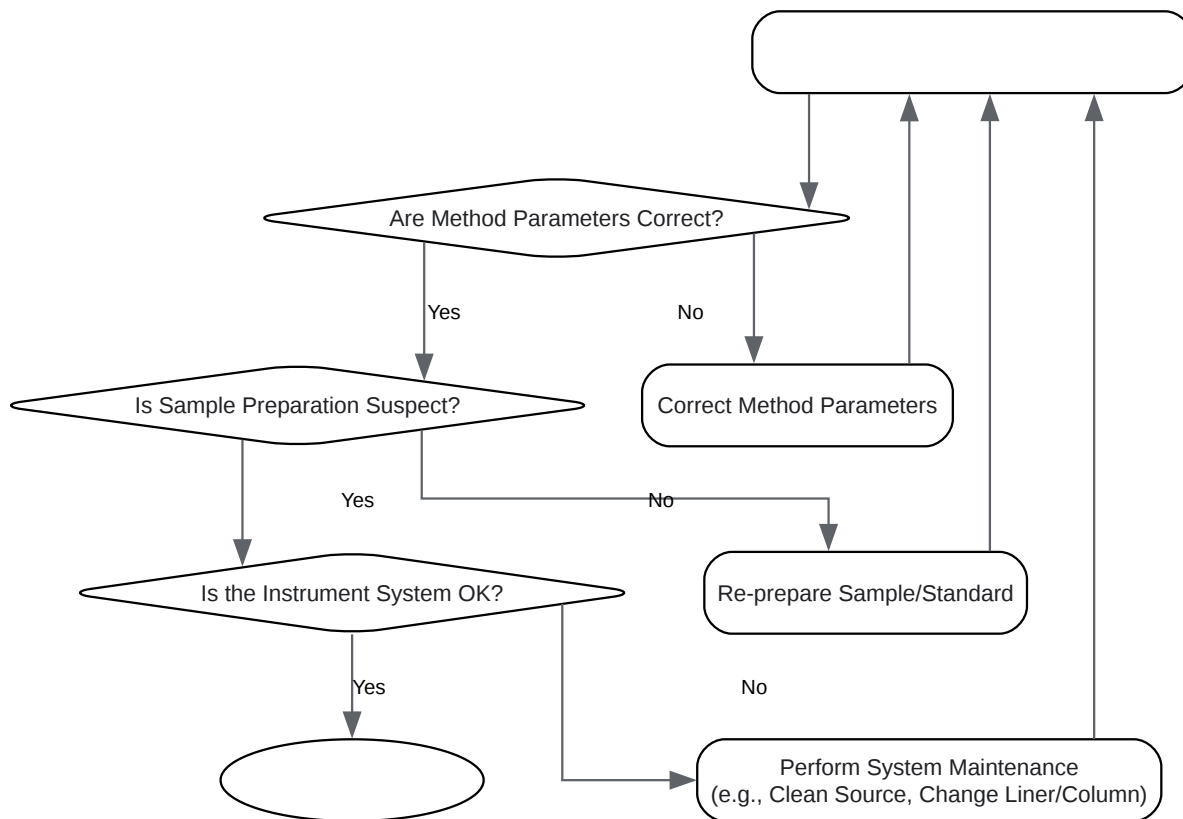 Are Method Parameters Correct?
Yes
No
Is Sample Preparation Suspect?
Correct Method Parameters
Yes
No
Is the Instrument System OK?
Re-prepare Sample/Standard
Yes
No
Perform System Maintenance
(e.g., Clean Source, Change Liner/Column)